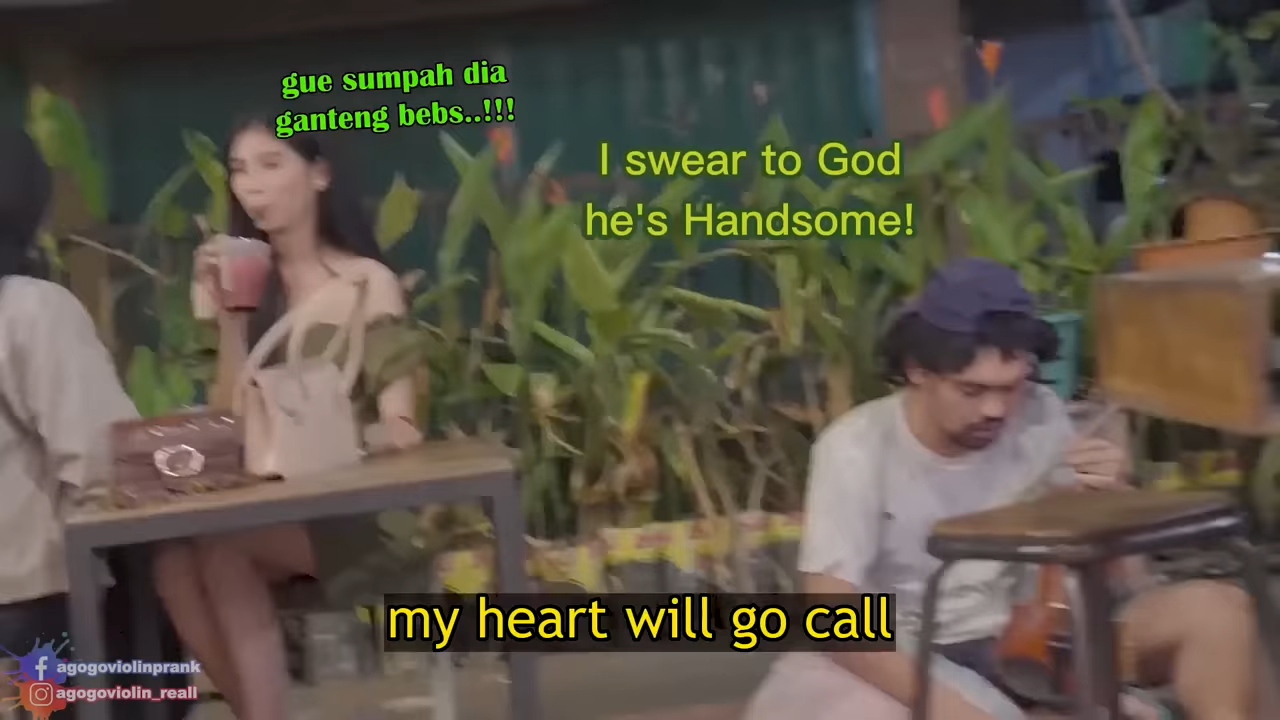 gue sumpah dia
ganteng bebs..!!!
I swear to God
he's Handsome!
my heart will go call
agogoviolinprank
agogoviolin_reall